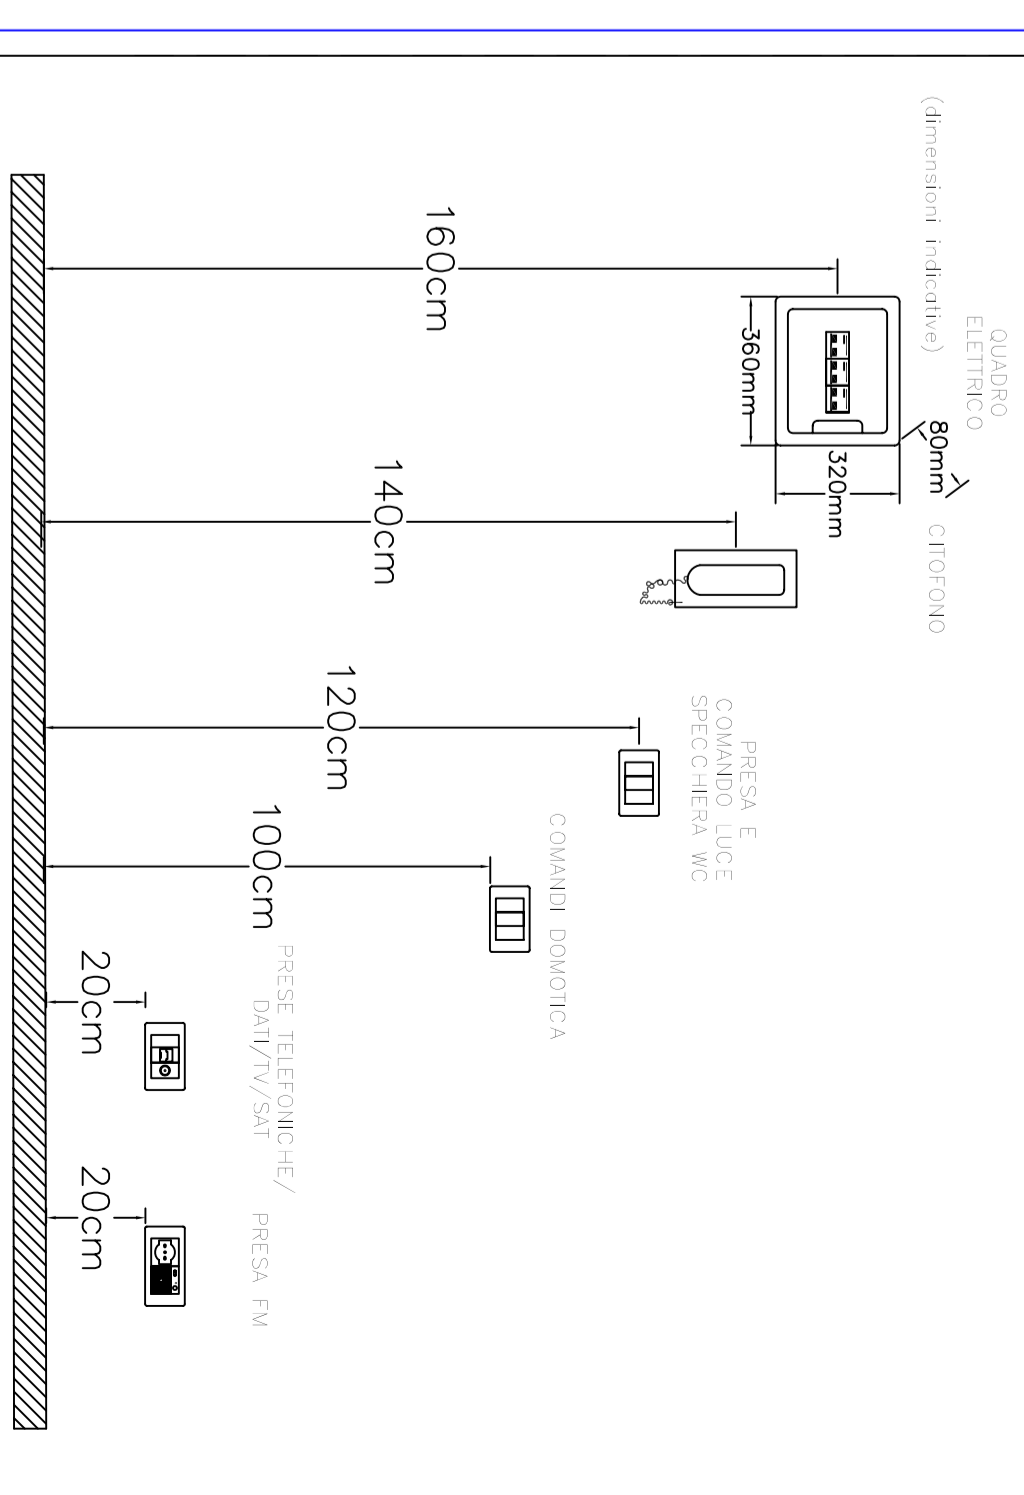 QUADRO
ELETTRICO
(dimensioni indicative)
160cm
360mm
320mm
80mm
CITOFONO
140cm
PRESA E
COMANDO LUCE
SPECCHIERA WC
120cm
COMANDI DOMOTICA
100cm
PRESE TELEFONICHE/
DATI/TV/SAT
20cm
PRESA FM
20cm